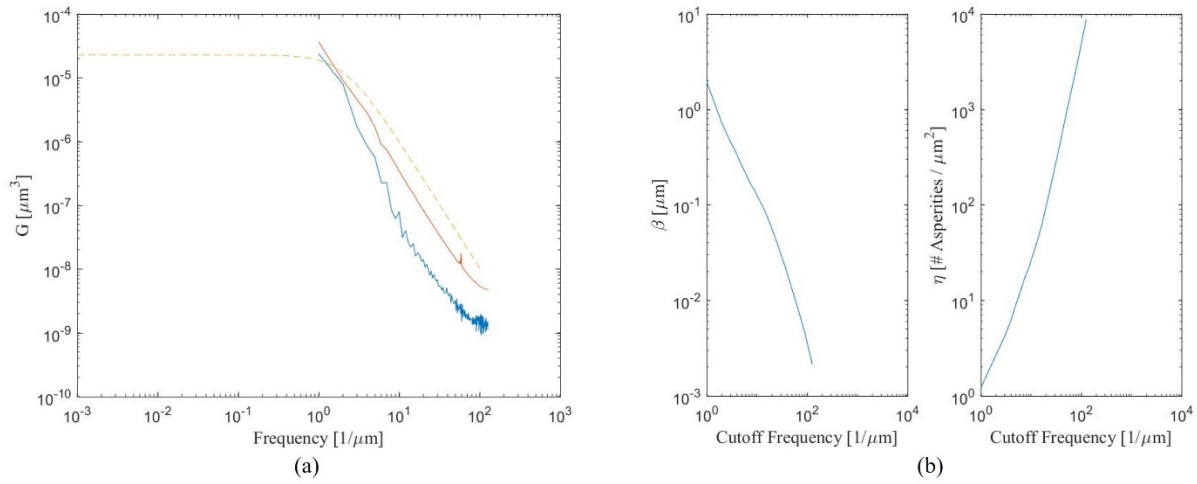 10^-4
10^-5
10^-6
10^-7
10^-8
10^-9
10^-10
G [μm^3]
10^-3 10^-2 10^-1 10^0 10^1 10^2 10^3
Frequency [1/μm]
(a)
10^1
10^0
10^-1
10^-2
10^-3
β [μm]
10^0 10^2 10^4
Cutoff Frequency [1/μm]
10^4
10^3
10^2
10^1
10^0
η [# Asperities / μm^2]
10^0 10^2 10^4
Cutoff Frequency [1/μm]
(b)